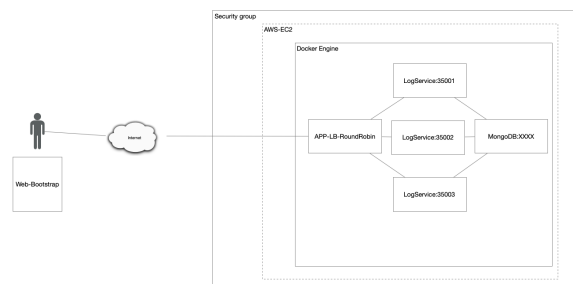 Security group
AWS-EC2
Docker Engine
LogService:35001
Internet
APP-LB-RoundRobin
LogService:35002
MongoDB:XXXX
Web-Bootstrap
LogService:35003